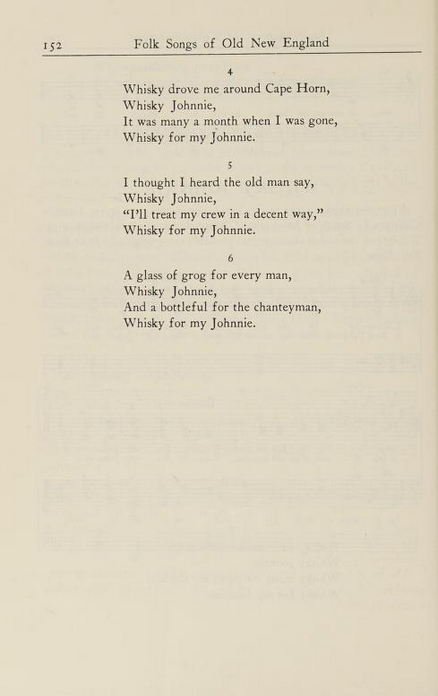 152 Folk Songs of Old New England
4
Whisky drove me around Cape Horn,
Whisky Johnnie,
It was many a month when I was gone,
Whisky for my Johnnie.
5
I thought I heard the old man say,
Whisky Johnnie,
“I’ll treat my crew in a decent way,”
Whisky for my Johnnie.
6
A glass of grog for every man,
Whisky Johnnie,
And a bottleful for the chanteyman,
Whisky for my Johnnie.